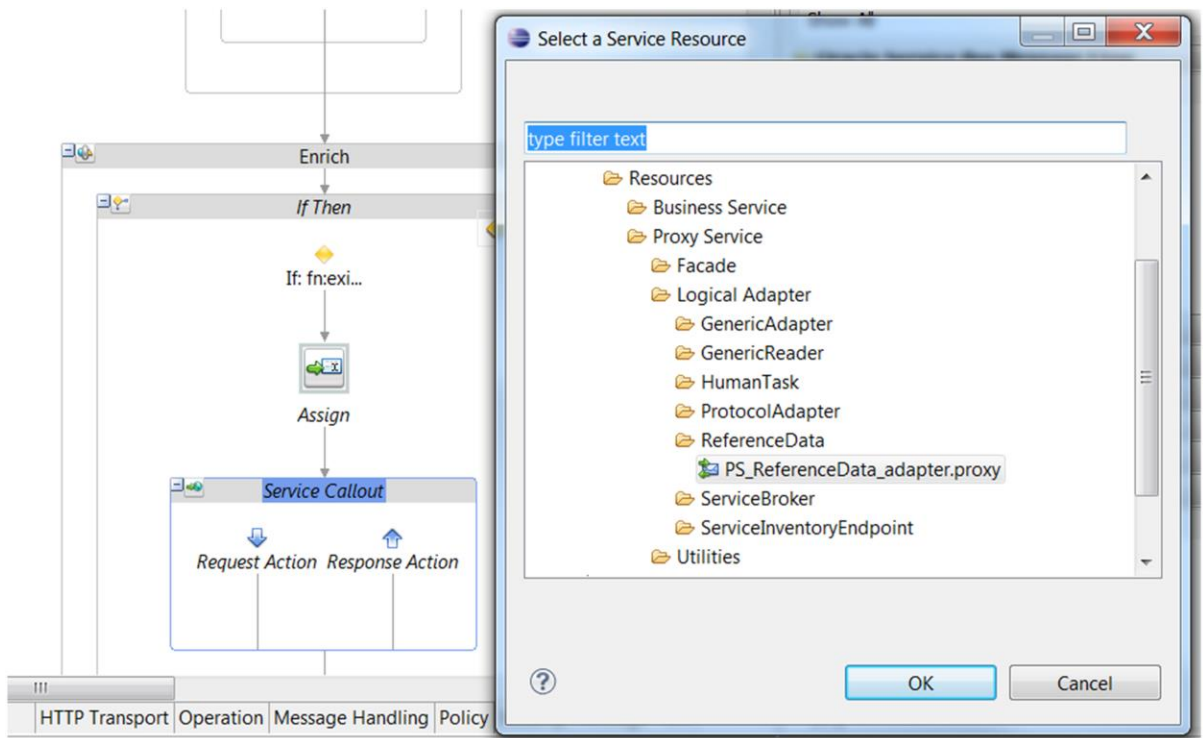 Select a Service Resource
type filter text
Resources
Business Service
Proxy Service
Facade
Logical Adapter
GenericAdapter
GenericReader
HumanTask
ProtocolAdapter
ReferenceData
PS_ReferenceData_adapter.proxy
ServiceBroker
ServiceInventoryEndpoint
Utilities
OK Cancel
Enrich
If Then
If: fn:exi...
Assign
Service Callout
Request Action Response Action
HTTP Transport Operation Message Handling Policy